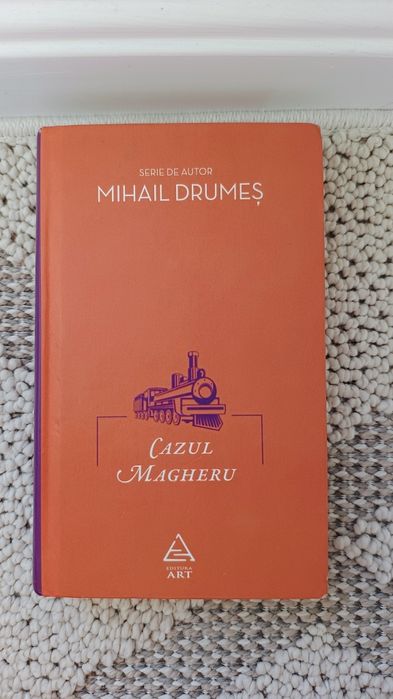 SERIE DE AUTOR
MIHAIL DRUMEȘ
CAZUL
MAGHERU
EDITURA
ART